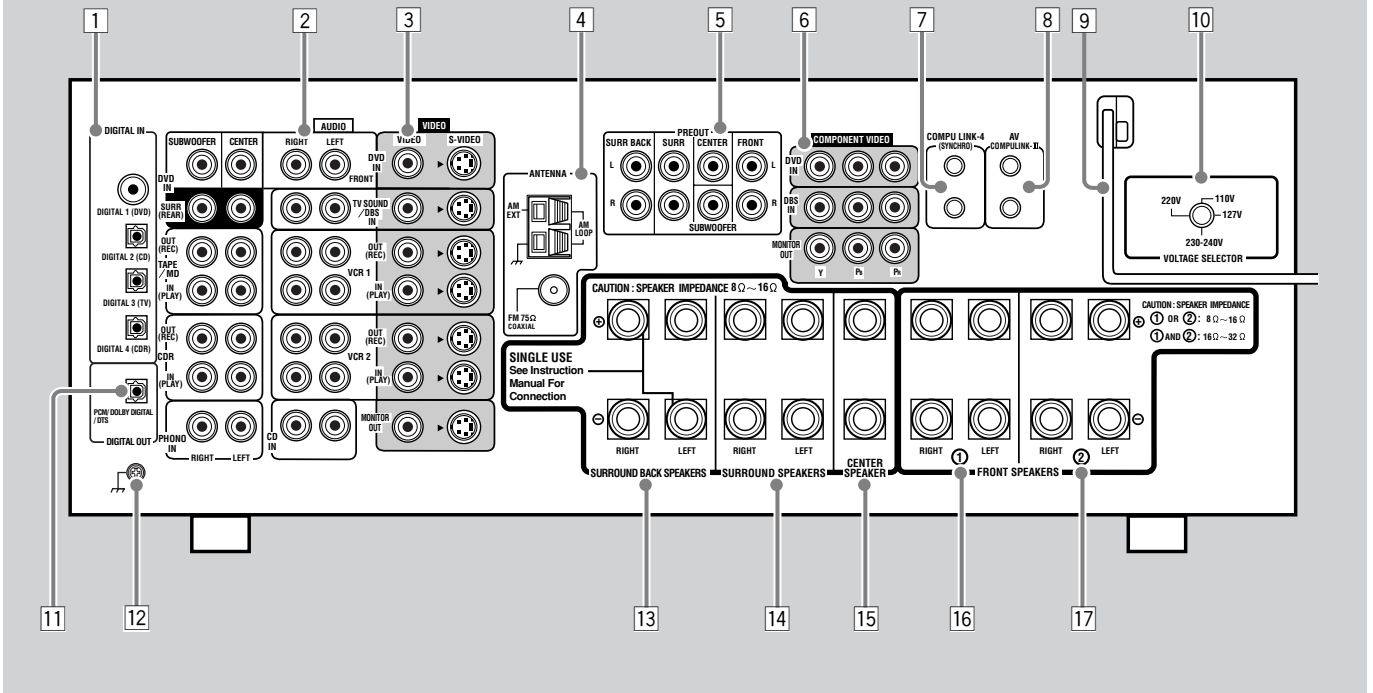 1
2
3
4
5
6
7
8
9
10
DIGITAL IN
DIGITAL 1 (DVD)
DIGITAL 2 (CD)
DIGITAL 3 (TV)
DIGITAL 4 (CDR)
PCM/ DOLBY DIGITAL
/DTS
DIGITAL OUT
SUBWOOFER
CENTER
DVD
IN
SURR
(REAR)
OUT
(REC)
TAPE
/MD
IN
(PLAY)
OUT
(REC)
CDR
IN
(PLAY)
PHONO
IN
RIGHT
LEFT
AUDIO
RIGHT
LEFT
FRONT
TV SOUND
/DBS
IN
OUT
(REC)
VCR 1
IN
(PLAY)
OUT
(REC)
VCR 2
IN
(PLAY)
CD
IN
VIDEO
VIDEO
S-VIDEO
DVD
IN
MONITOR
OUT
ANTENNA
AM
EXT
AM
LOOP
FM 75Ω
COAXIAL
PREOUT
SURR BACK
SURR
CENTER
FRONT
L
L
R
R
SUBWOOFER
COMPONENT VIDEO
DVD
IN
DBS
IN
MONITOR
OUT
Y
PB
PR
COMPU LINK-4
(SYNCHRO)
AV
COMPULINK-II
220V
110V
127V
230-240V
VOLTAGE SELECTOR
CAUTION : SPEAKER IMPEDANCE 8Ω～16Ω
SINGLE USE
See Instruction
Manual For
Connection
+
−
RIGHT
LEFT
SURROUND BACK SPEAKERS
RIGHT
LEFT
SURROUND SPEAKERS
CENTER
SPEAKER
RIGHT
①
LEFT
FRONT SPEAKERS
RIGHT
②
LEFT
CAUTION : SPEAKER IMPEDANCE
+
① OR ②: 8Ω～16 Ω
① AND ②: 16Ω～32 Ω
−
11
12
13
14
15
16
17